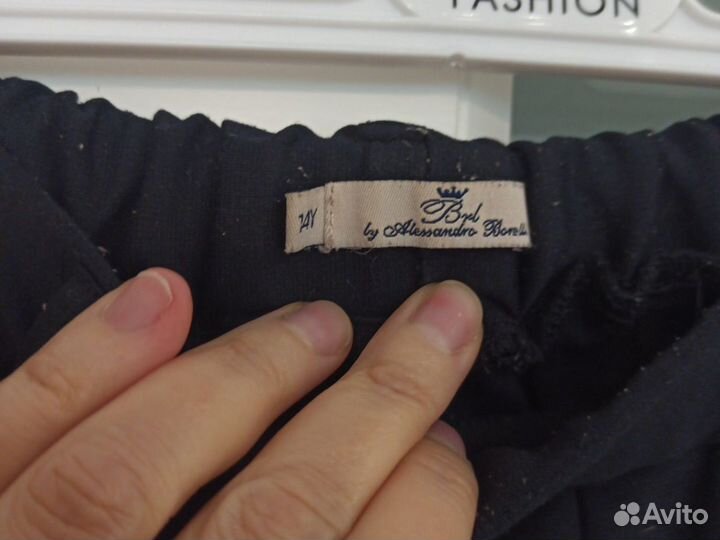 FASHION
14Y
Brl
by Alessandro Borelli
Avito